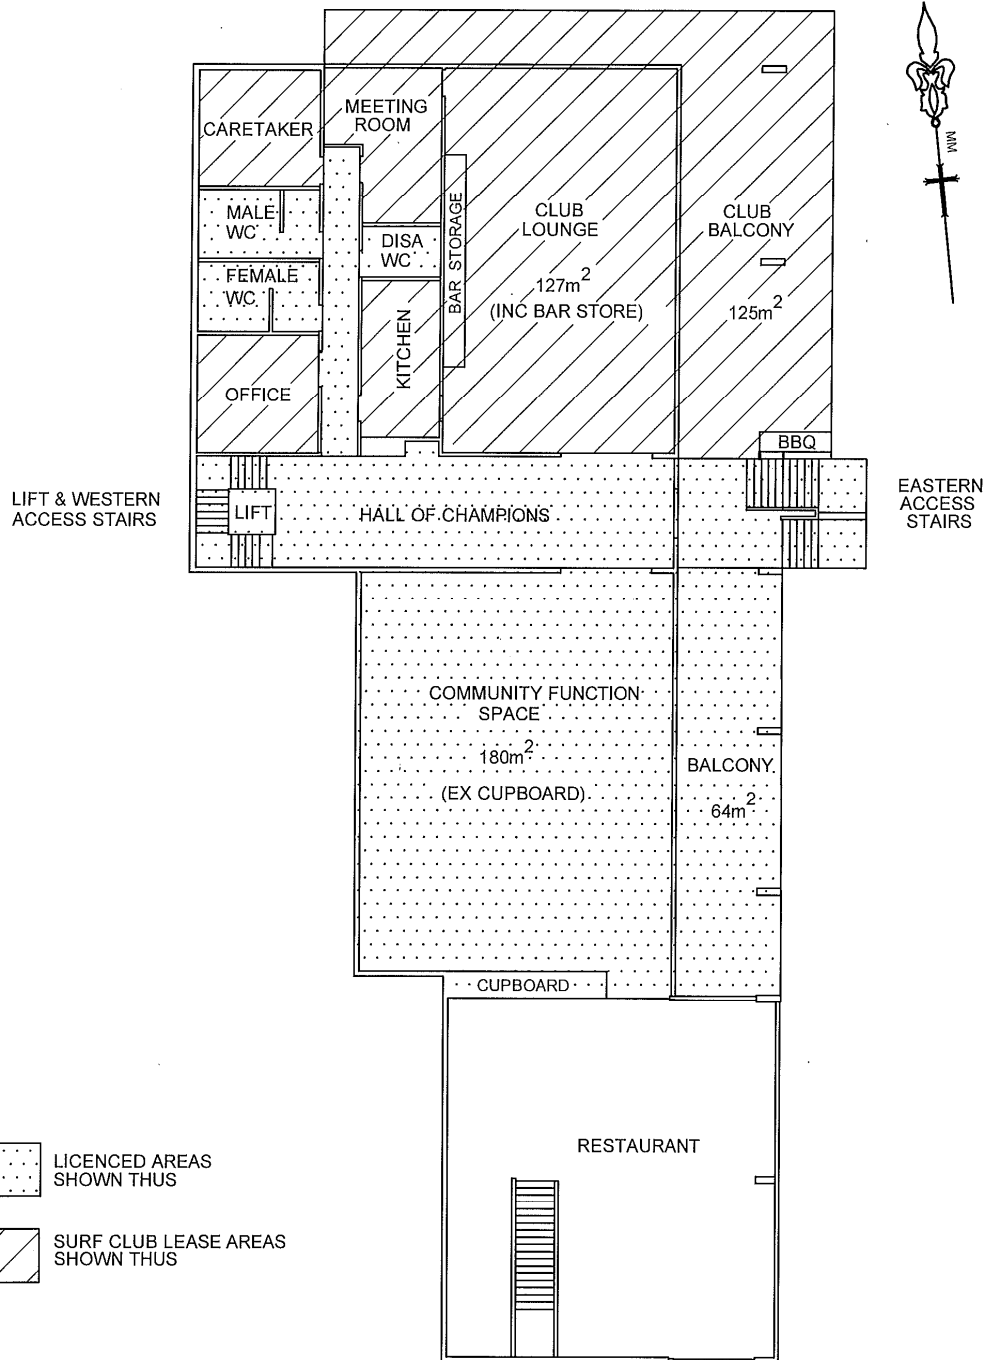 MM
CARETAKER
MEETING
ROOM
MALE
WC
DISA
WC
FEMALE
WC
BAR STORAGE
CLUB
LOUNGE
127m²
(INC BAR STORE)
CLUB
BALCONY
125m²
KITCHEN
OFFICE
BBQ
LIFT & WESTERN
ACCESS STAIRS
LIFT
HALL OF CHAMPIONS
EASTERN
ACCESS
STAIRS
COMMUNITY FUNCTION
SPACE
180m²
(EX CUPBOARD)
BALCONY
64m²
CUPBOARD
RESTAURANT
LICENCED AREAS
SHOWN THUS
SURF CLUB LEASE AREAS
SHOWN THUS